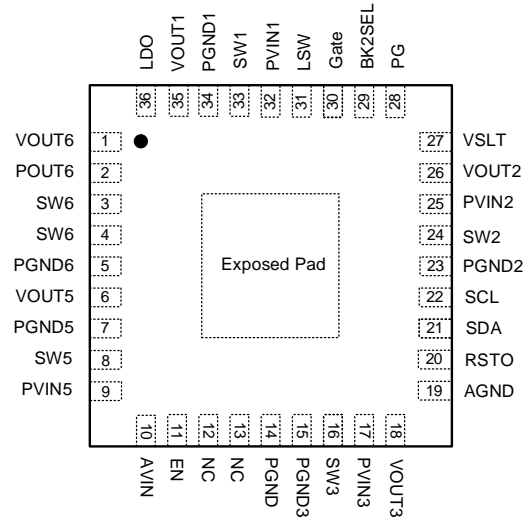 LDO
VOUT1
PGND1
SW1
PVIN1
LSW
Gate
BK2SEL
PG
36
35
34
33
32
31
30
29
28
VOUT6 1
POUT6 2
SW6 3
SW6 4
PGND6 5
VOUT5 6
PGND5 7
SW5 8
PVIN5 9
Exposed Pad
27 VSLT
26 VOUT2
25 PVIN2
24 SW2
23 PGND2
22 SCL
21 SDA
20 RSTO
19 AGND
10
11
12
13
14
15
16
17
18
AVIN
EN
NC
NC
PGND
PGND3
SW3
PVIN3
VOUT3